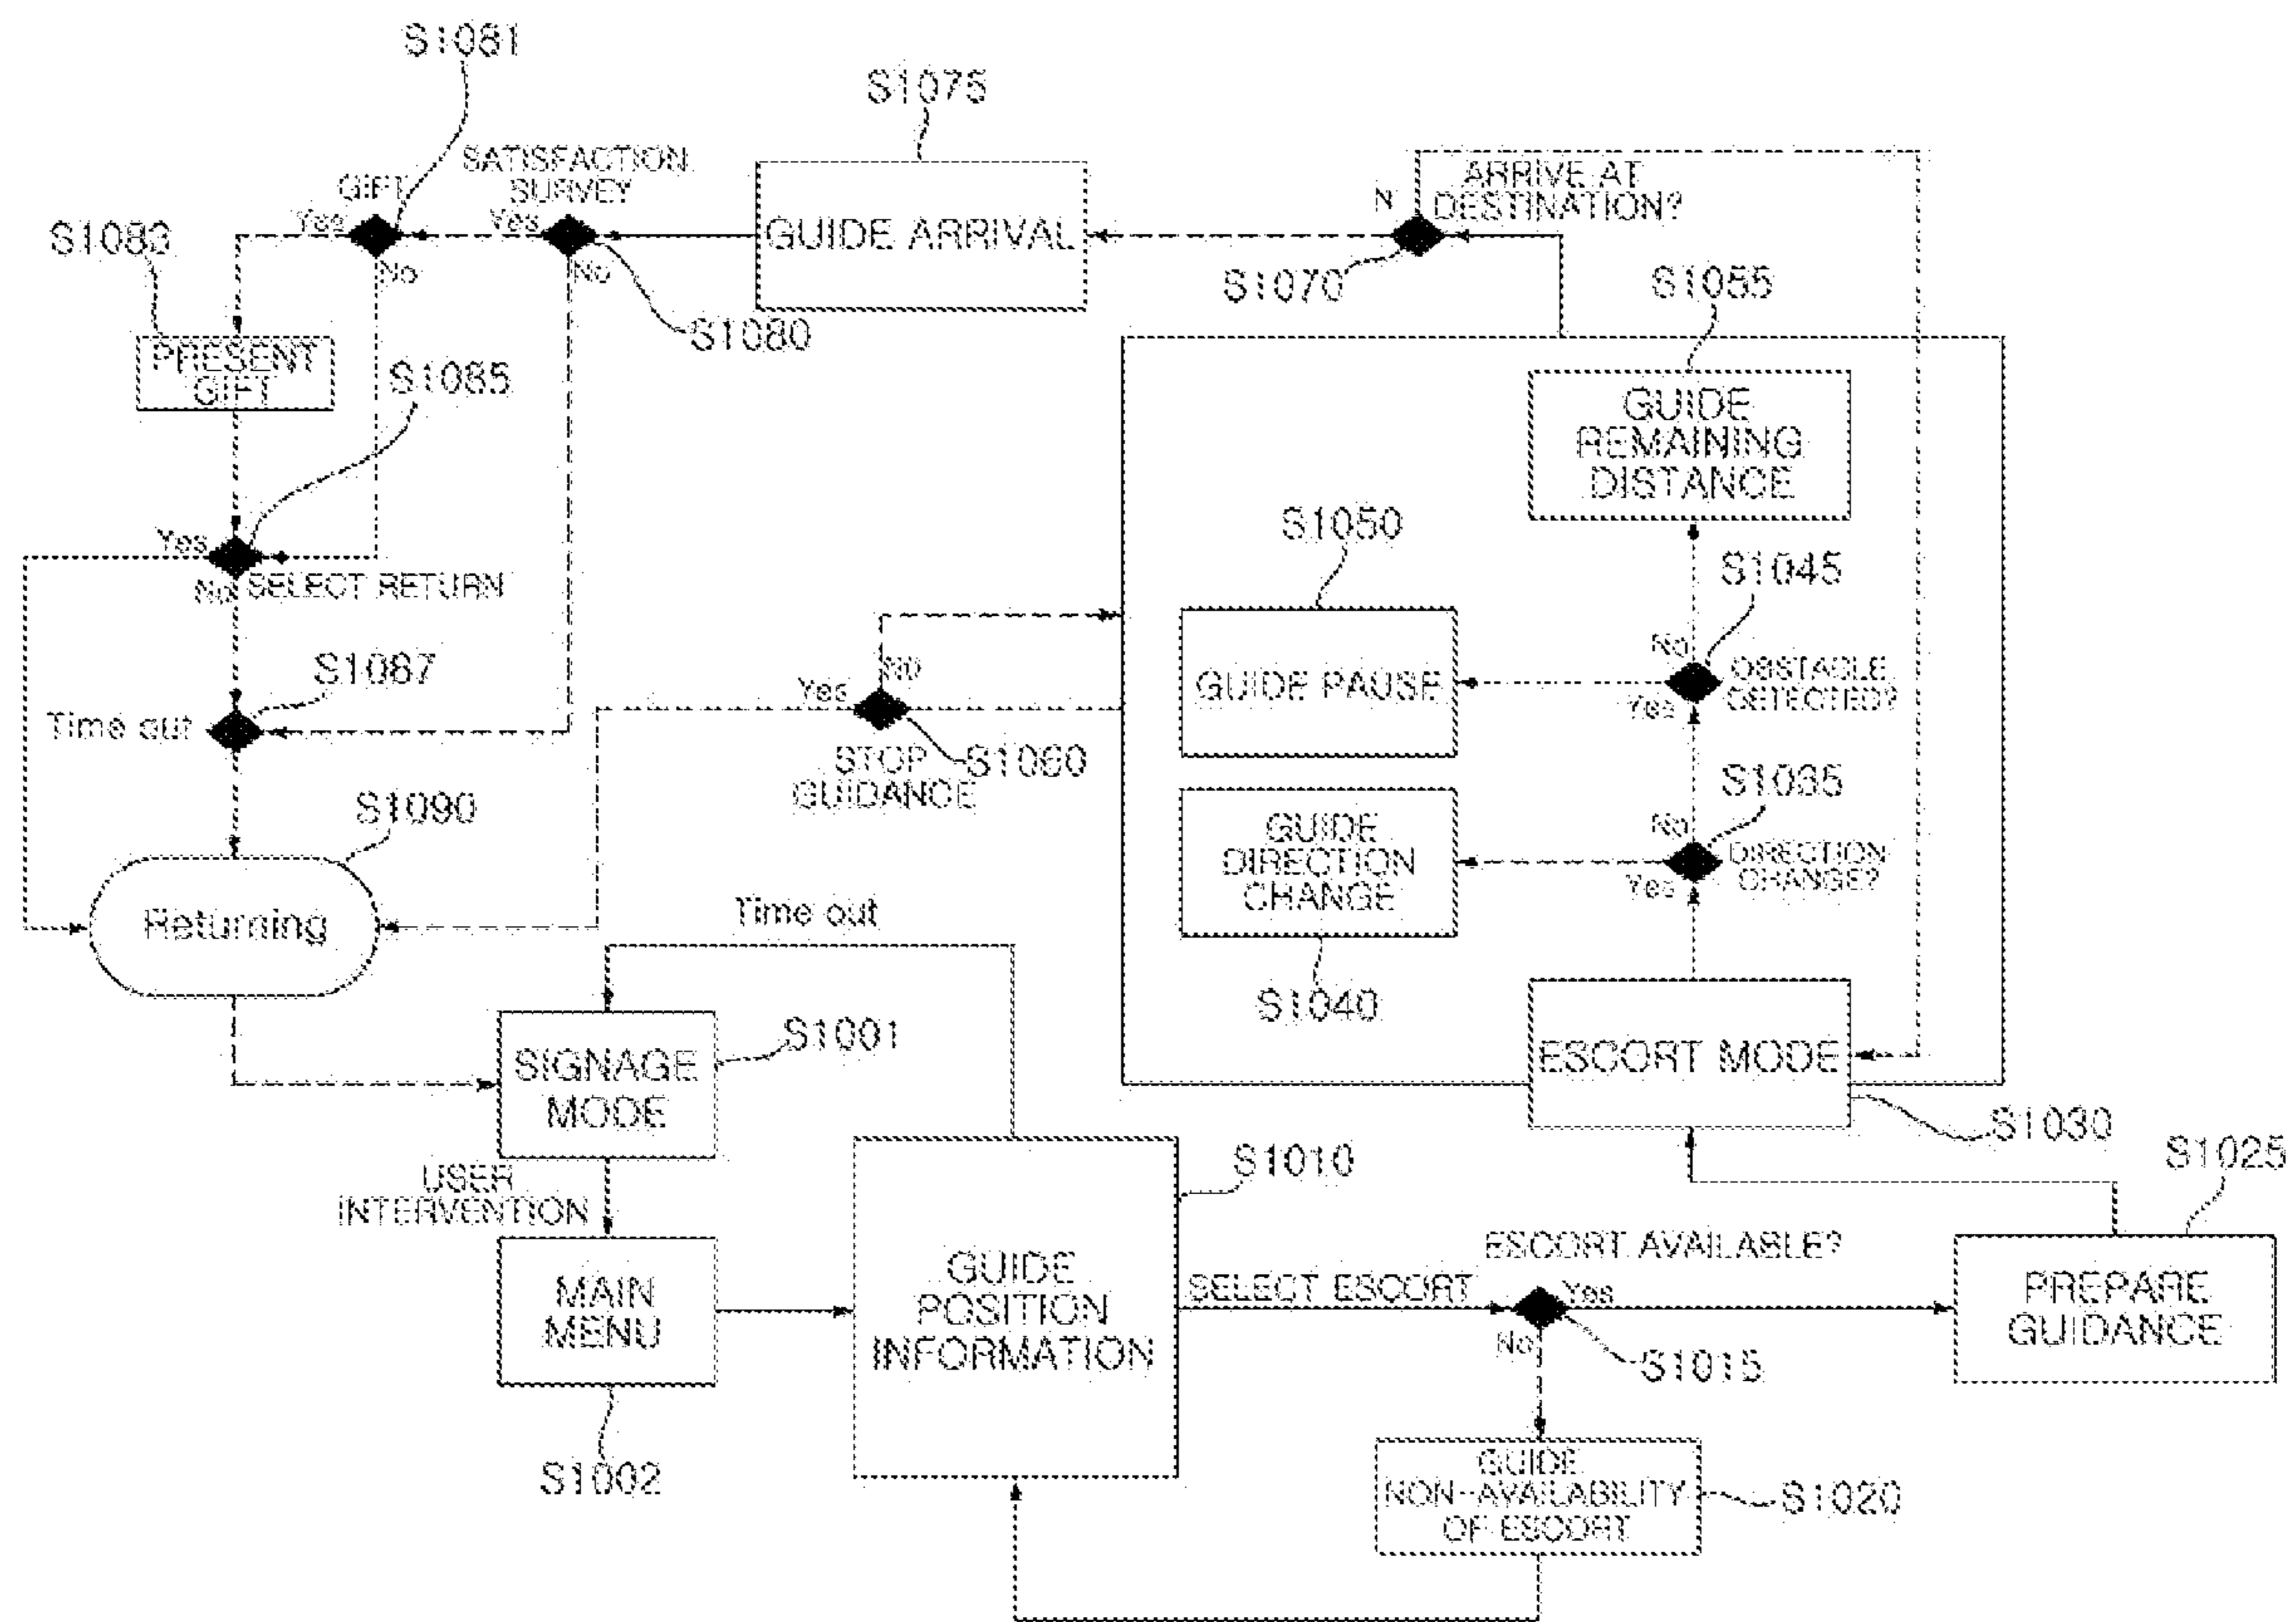 S1081
S1075
SATISFACTION
SURVEY
GIFT
Yes
Yes
No
No
S1083
GUIDE ARRIVAL
N
ARRIVE AT
DESTINATION?
S1070
S1080
S1055
PRESENT
GIFT
S1085
GUIDE
REMAINING
DISTANCE
Yes
No
SELECT RETURN
S1050
S1045
GUIDE PAUSE
No
Yes
OBSTABLE
DETECTED?
S1087
Time out
Yes
No
S1060
STOP
GUIDANCE
S1035
No
Yes
DIRECTION
CHANGE?
GUIDE
DIRECTION
CHANGE
S1040
S1090
Returning
Time out
SIGNAGE
MODE
S1001
ESCORT MODE
S1030
USER
INTERVENTION
S1010
S1025
MAIN
MENU
S1002
GUIDE
POSITION
INFORMATION
SELECT ESCORT
ESCORT AVAILABLE?
Yes
No
S1015
PREPARE
GUIDANCE
GUIDE
NON-AVAILABILITY
OF ESCORT
S1020